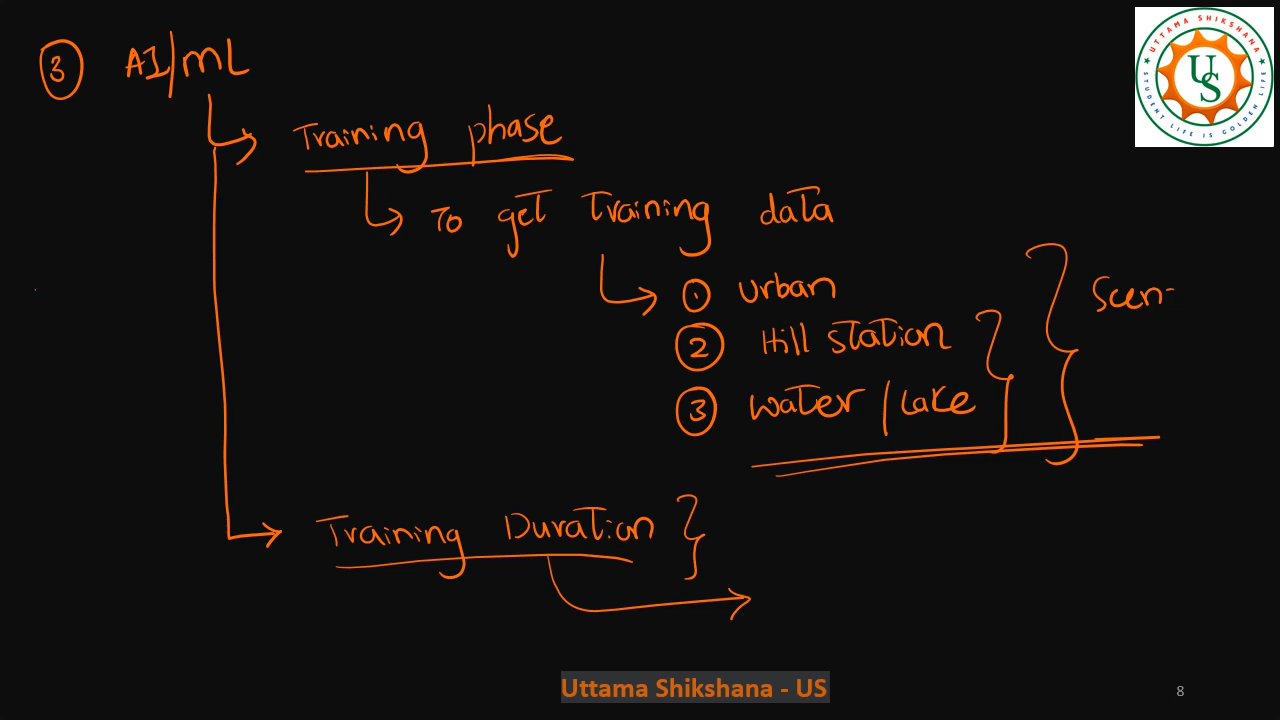 ③ AI/ML
Training phase
To get Training data
① Urban
② Hill station
③ Water / Lake
Scen-
Training Duration
UTTAMA SHIKSHANA
US
STUDENT LIFE IS GOLDEN LIFE
Uttama Shikshana - US
8